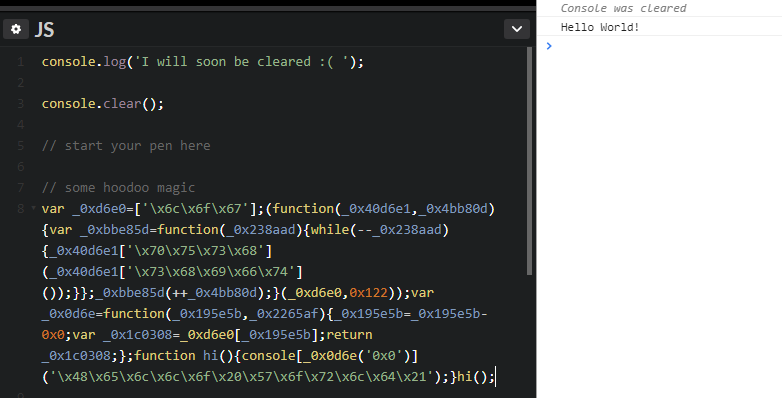 JS
1 console.log('I will soon be cleared :( ');
2
3 console.clear();
4
5 // start your pen here
6
7 // some hoodoo magic
8 var _0xd6e0=['\x6c\x6f\x67'];(function(_0x40d6e1,_0x4bb80d)
{var _0xbbe85d=function(_0x238aad){while(--_0x238aad)
{_0x40d6e1['\x70\x75\x73\x68']
(_0x40d6e1['\x73\x68\x69\x66\x74']
());}};_0xbbe85d(++_0x4bb80d);}(_0xd6e0,0x122));var
_0x0d6e=function(_0x195e5b,_0x2265af){_0x195e5b=_0x195e5b-
0x0;var _0x1c0308=_0xd6e0[_0x195e5b];return
_0x1c0308;};function hi(){console[_0x0d6e('0x0')]
('\x48\x65\x6c\x6c\x6f\x20\x57\x6f\x72\x6c\x64\x21');}hi();
Console was cleared
Hello World!